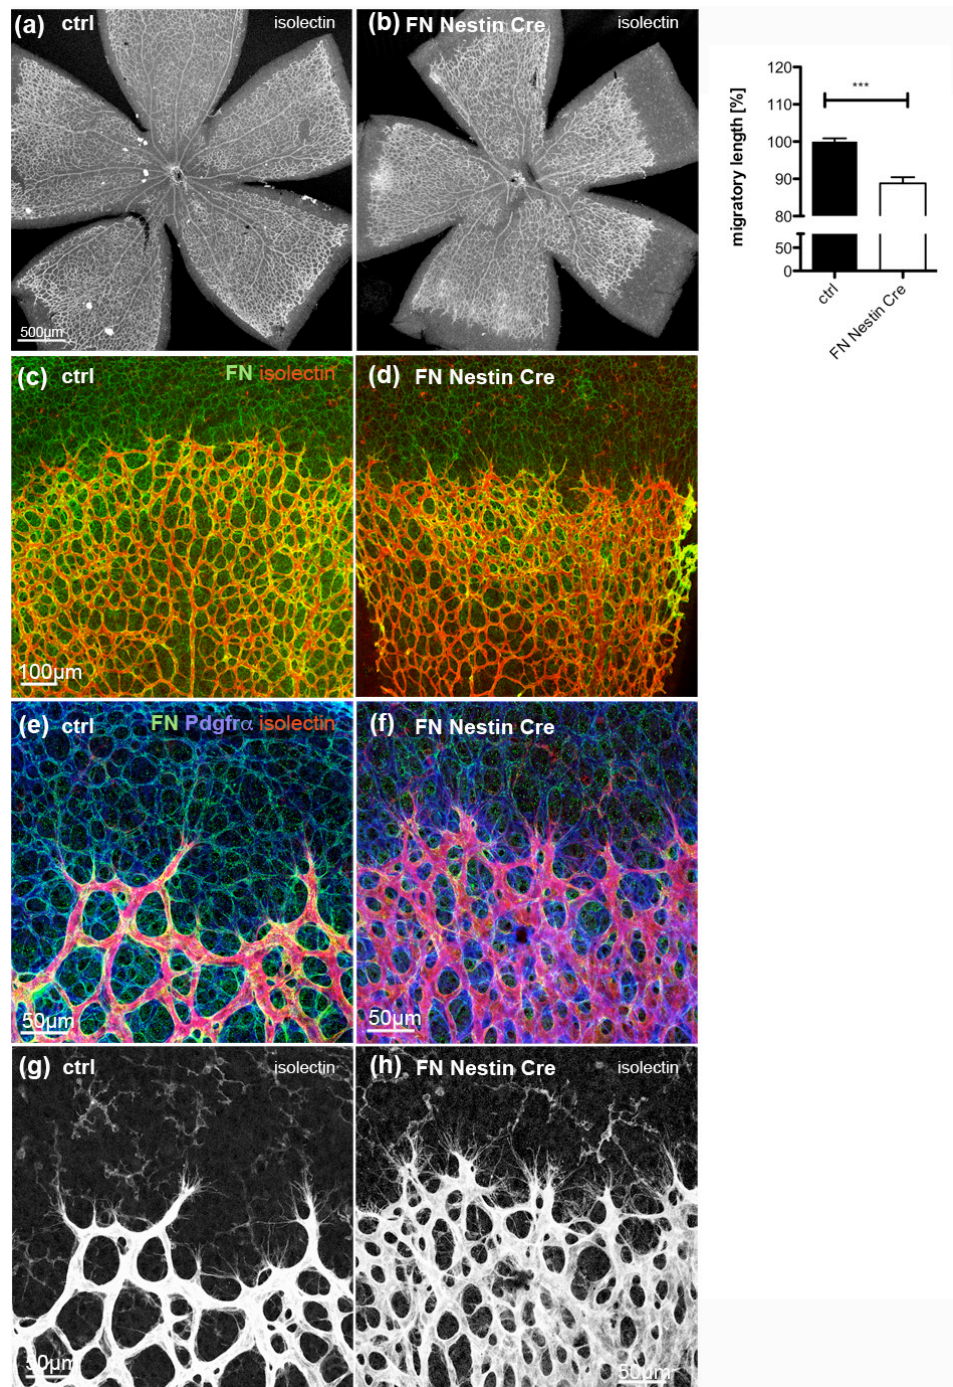 (a) ctrl isolectin
(b) FN Nestin Cre isolectin
500µm
120
110
100
90
80
50
0
migratory length [%]
***
ctrl
FN Nestin Cre
(c) ctrl FN isolectin
(d) FN Nestin Cre
100µm
(e) ctrl FN Pdgfrα isolectin
(f) FN Nestin Cre
50µm
50µm
(g) ctrl isolectin
(h) FN Nestin Cre isolectin
50µm
50µm